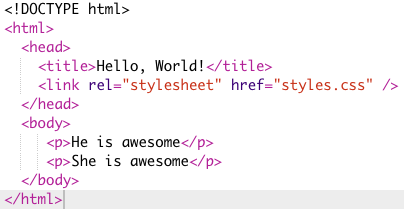 <!DOCTYPE html>
<html>
  <head>
    <title>Hello, World!</title>
    <link rel="stylesheet" href="styles.css" />
  </head>
  <body>
     <p>He is awesome</p>
     <p>She is awesome</p>
  </body>
</html>